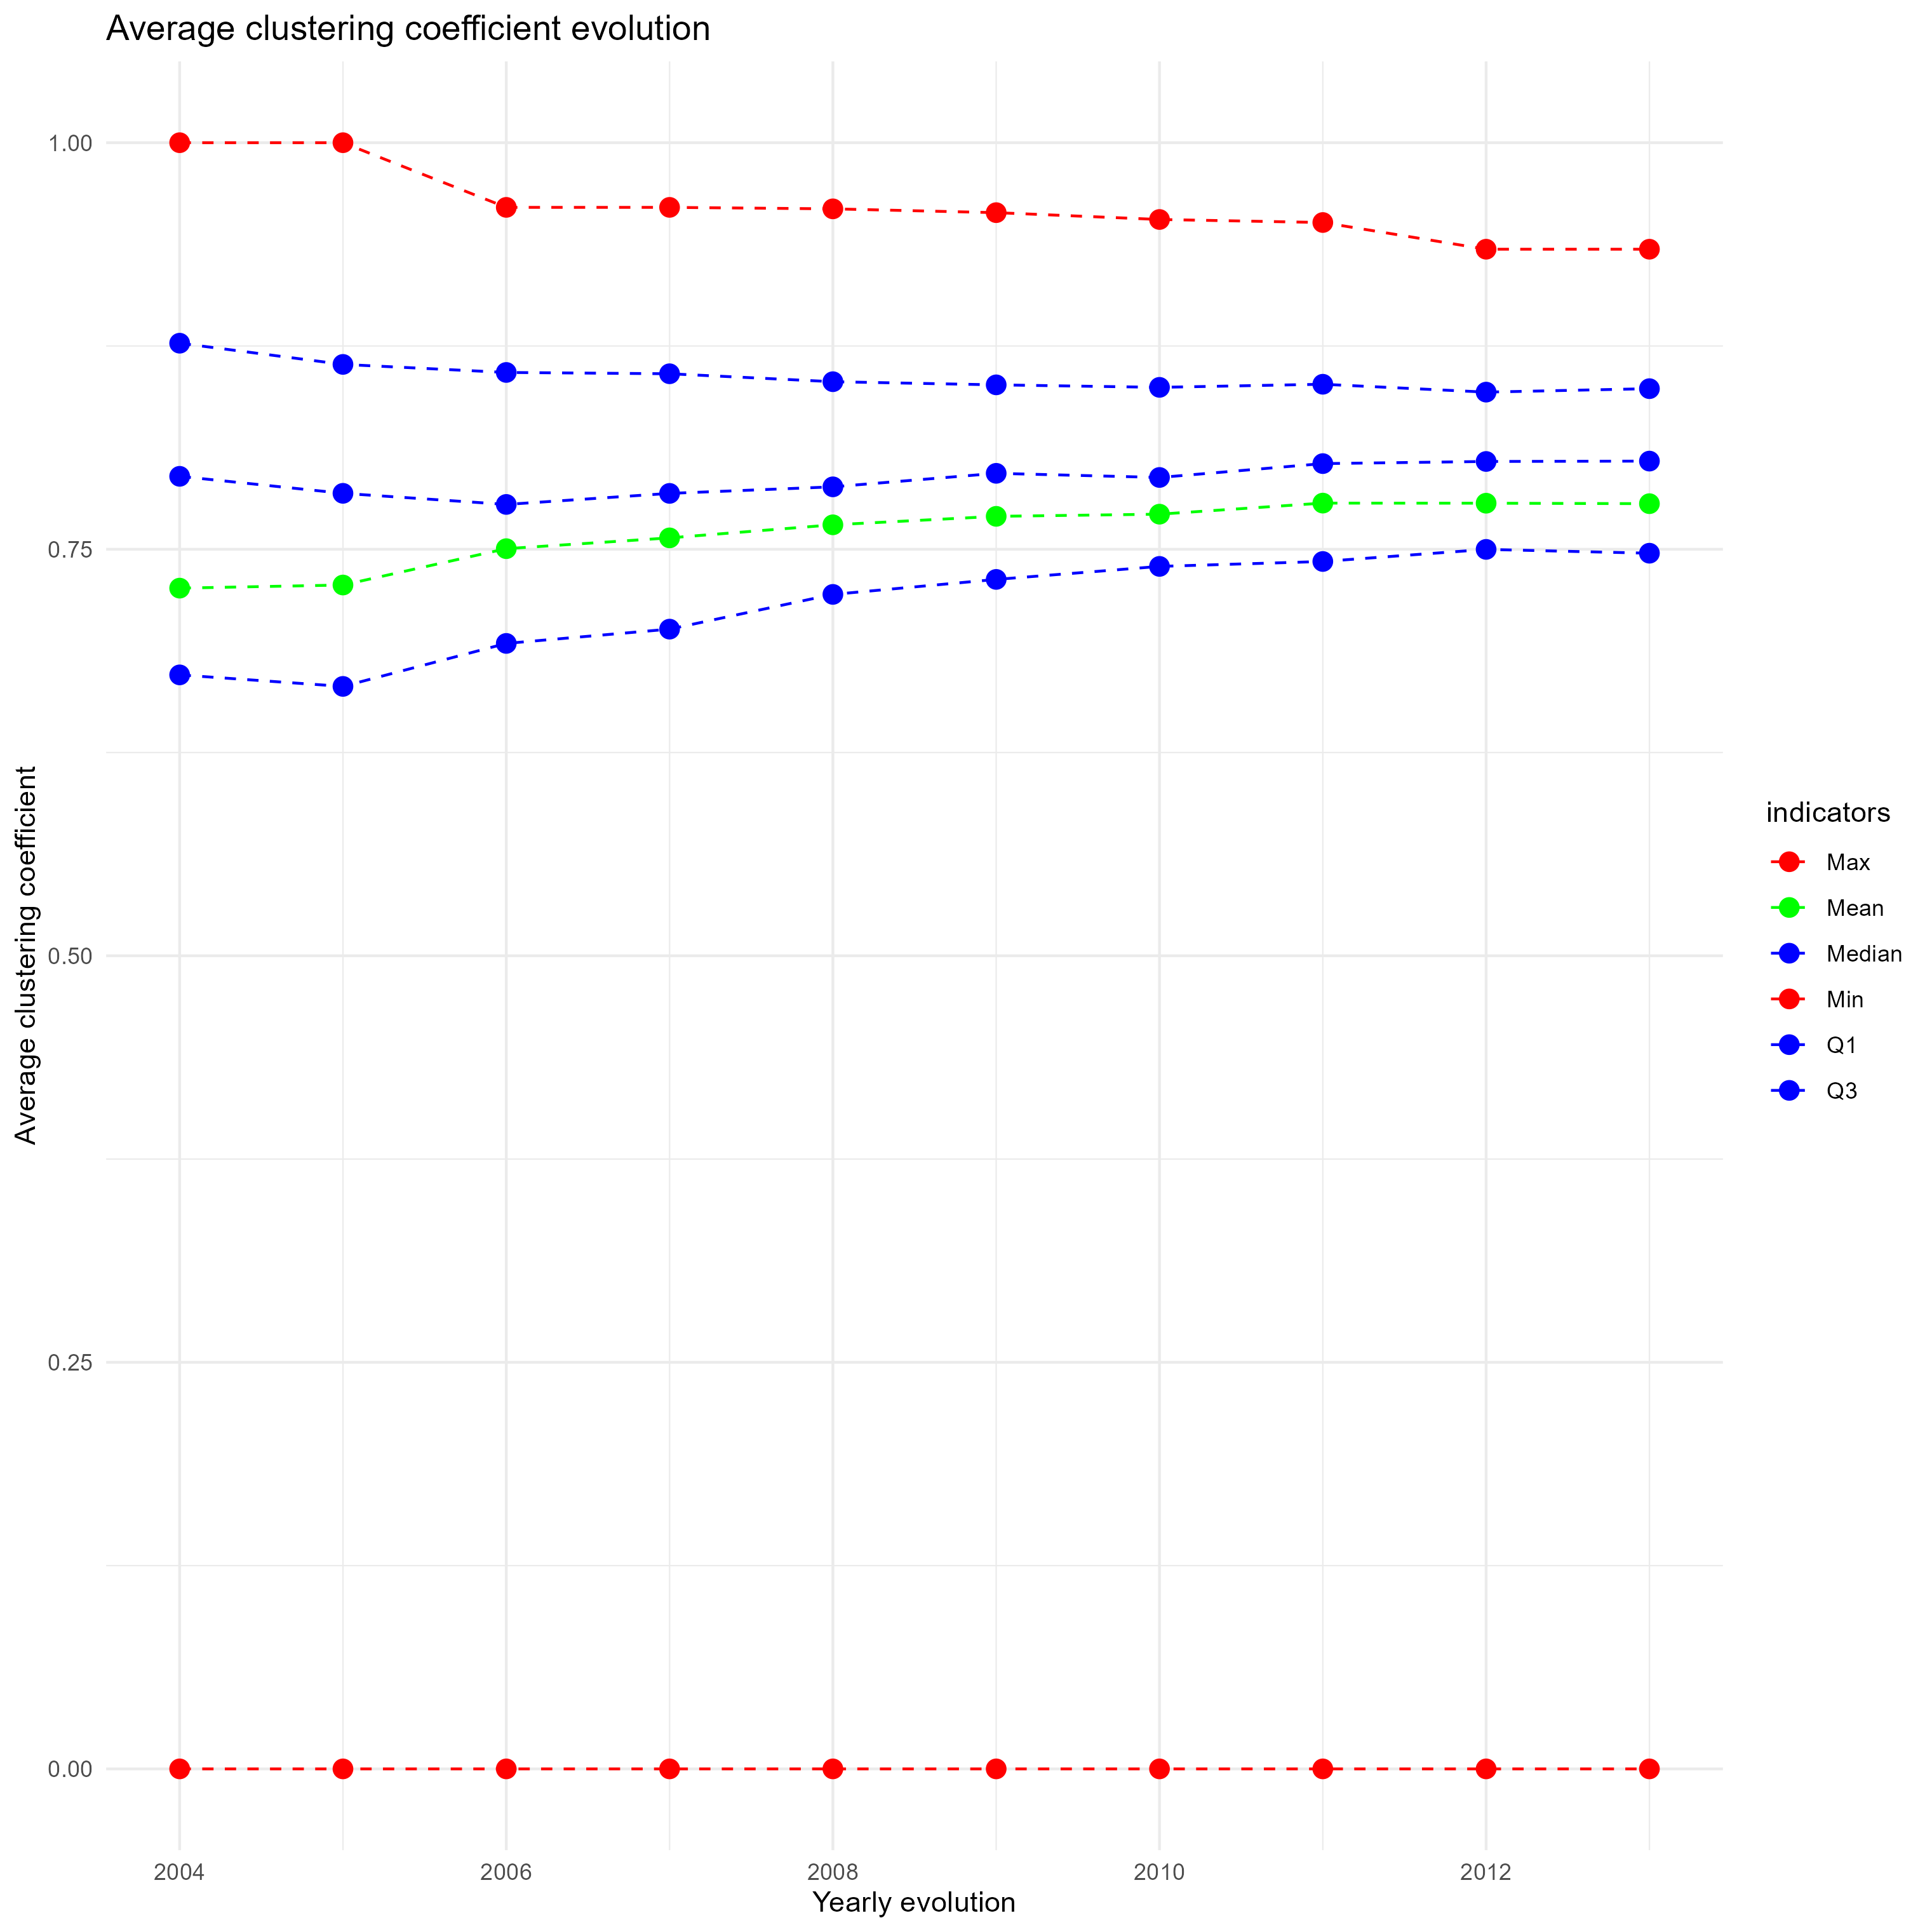 Average clustering coefficient evolution
Average clustering coefficient
1.00
0.75
0.50
0.25
0.00
2004
2006
2008
2010
2012
Yearly evolution
indicators
Max
Mean
Median
Min
Q1
Q3